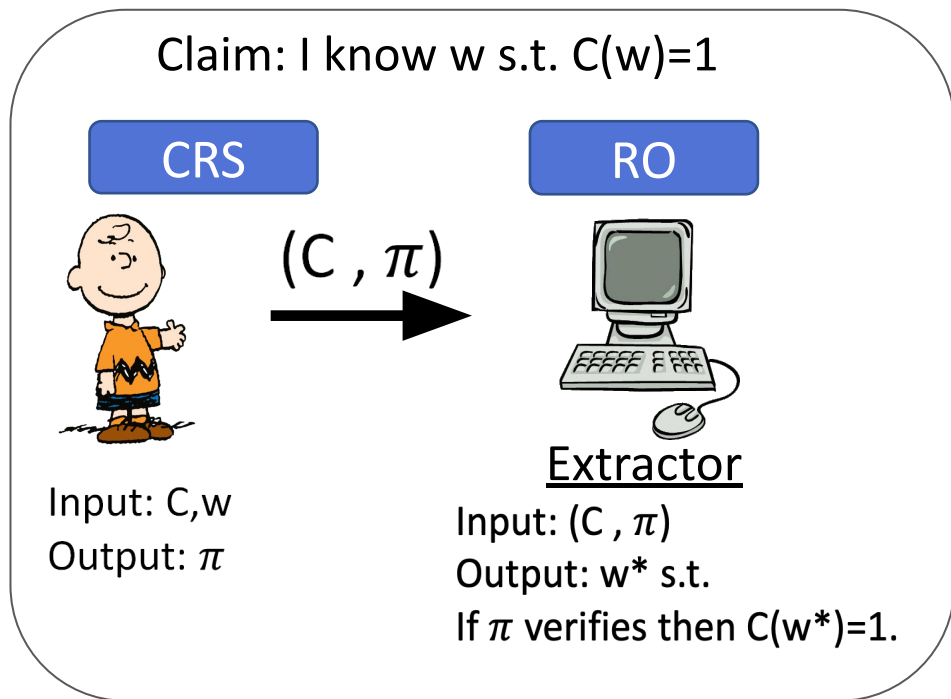 Claim: I know w s.t. C(w)=1
CRS
RO
(C , π)
Input: C,w
Output: π
Extractor
Input: (C , π)
Output: w* s.t.
If π verifies then C(w*)=1.